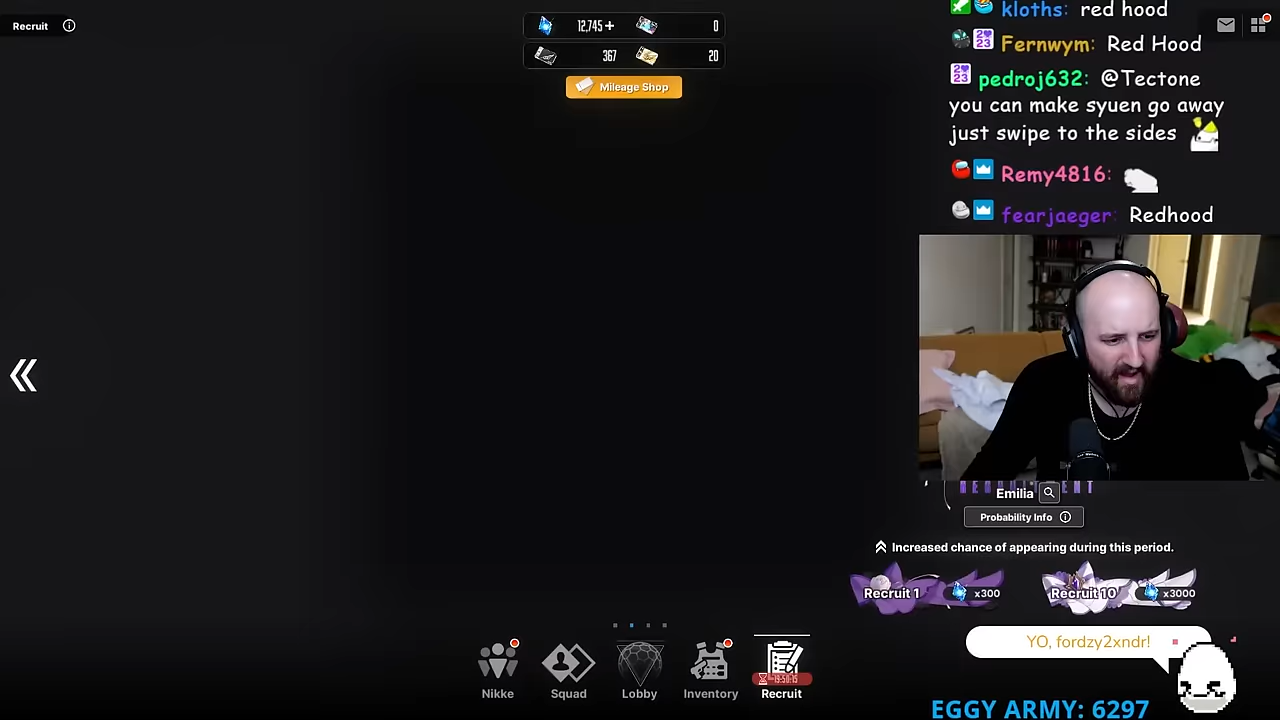 Recruit
12,745 +
0
367
20
Mileage Shop
kloths: red hood
Fernwym: Red Hood
pedroj632: @Tectone
you can make syuen go away
just swipe to the sides
Remy4816:
fearjaeger: Redhood
Emilia
Probability Info
Increased chance of appearing during this period.
Recruit 1 x300
Recruit 10 x3000
YO, fordzy2xndr!
Nikke
Squad
Lobby
Inventory
Recruit
EGGY ARMY: 6297